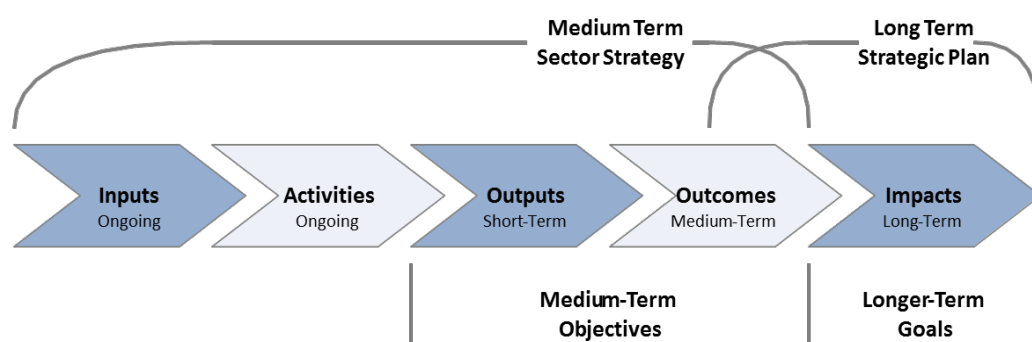 Medium Term
Sector Strategy
Long Term
Strategic Plan
Inputs
Ongoing
Activities
Ongoing
Outputs
Short-Term
Outcomes
Medium-Term
Impacts
Long-Term
Medium-Term
Objectives
Longer-Term
Goals